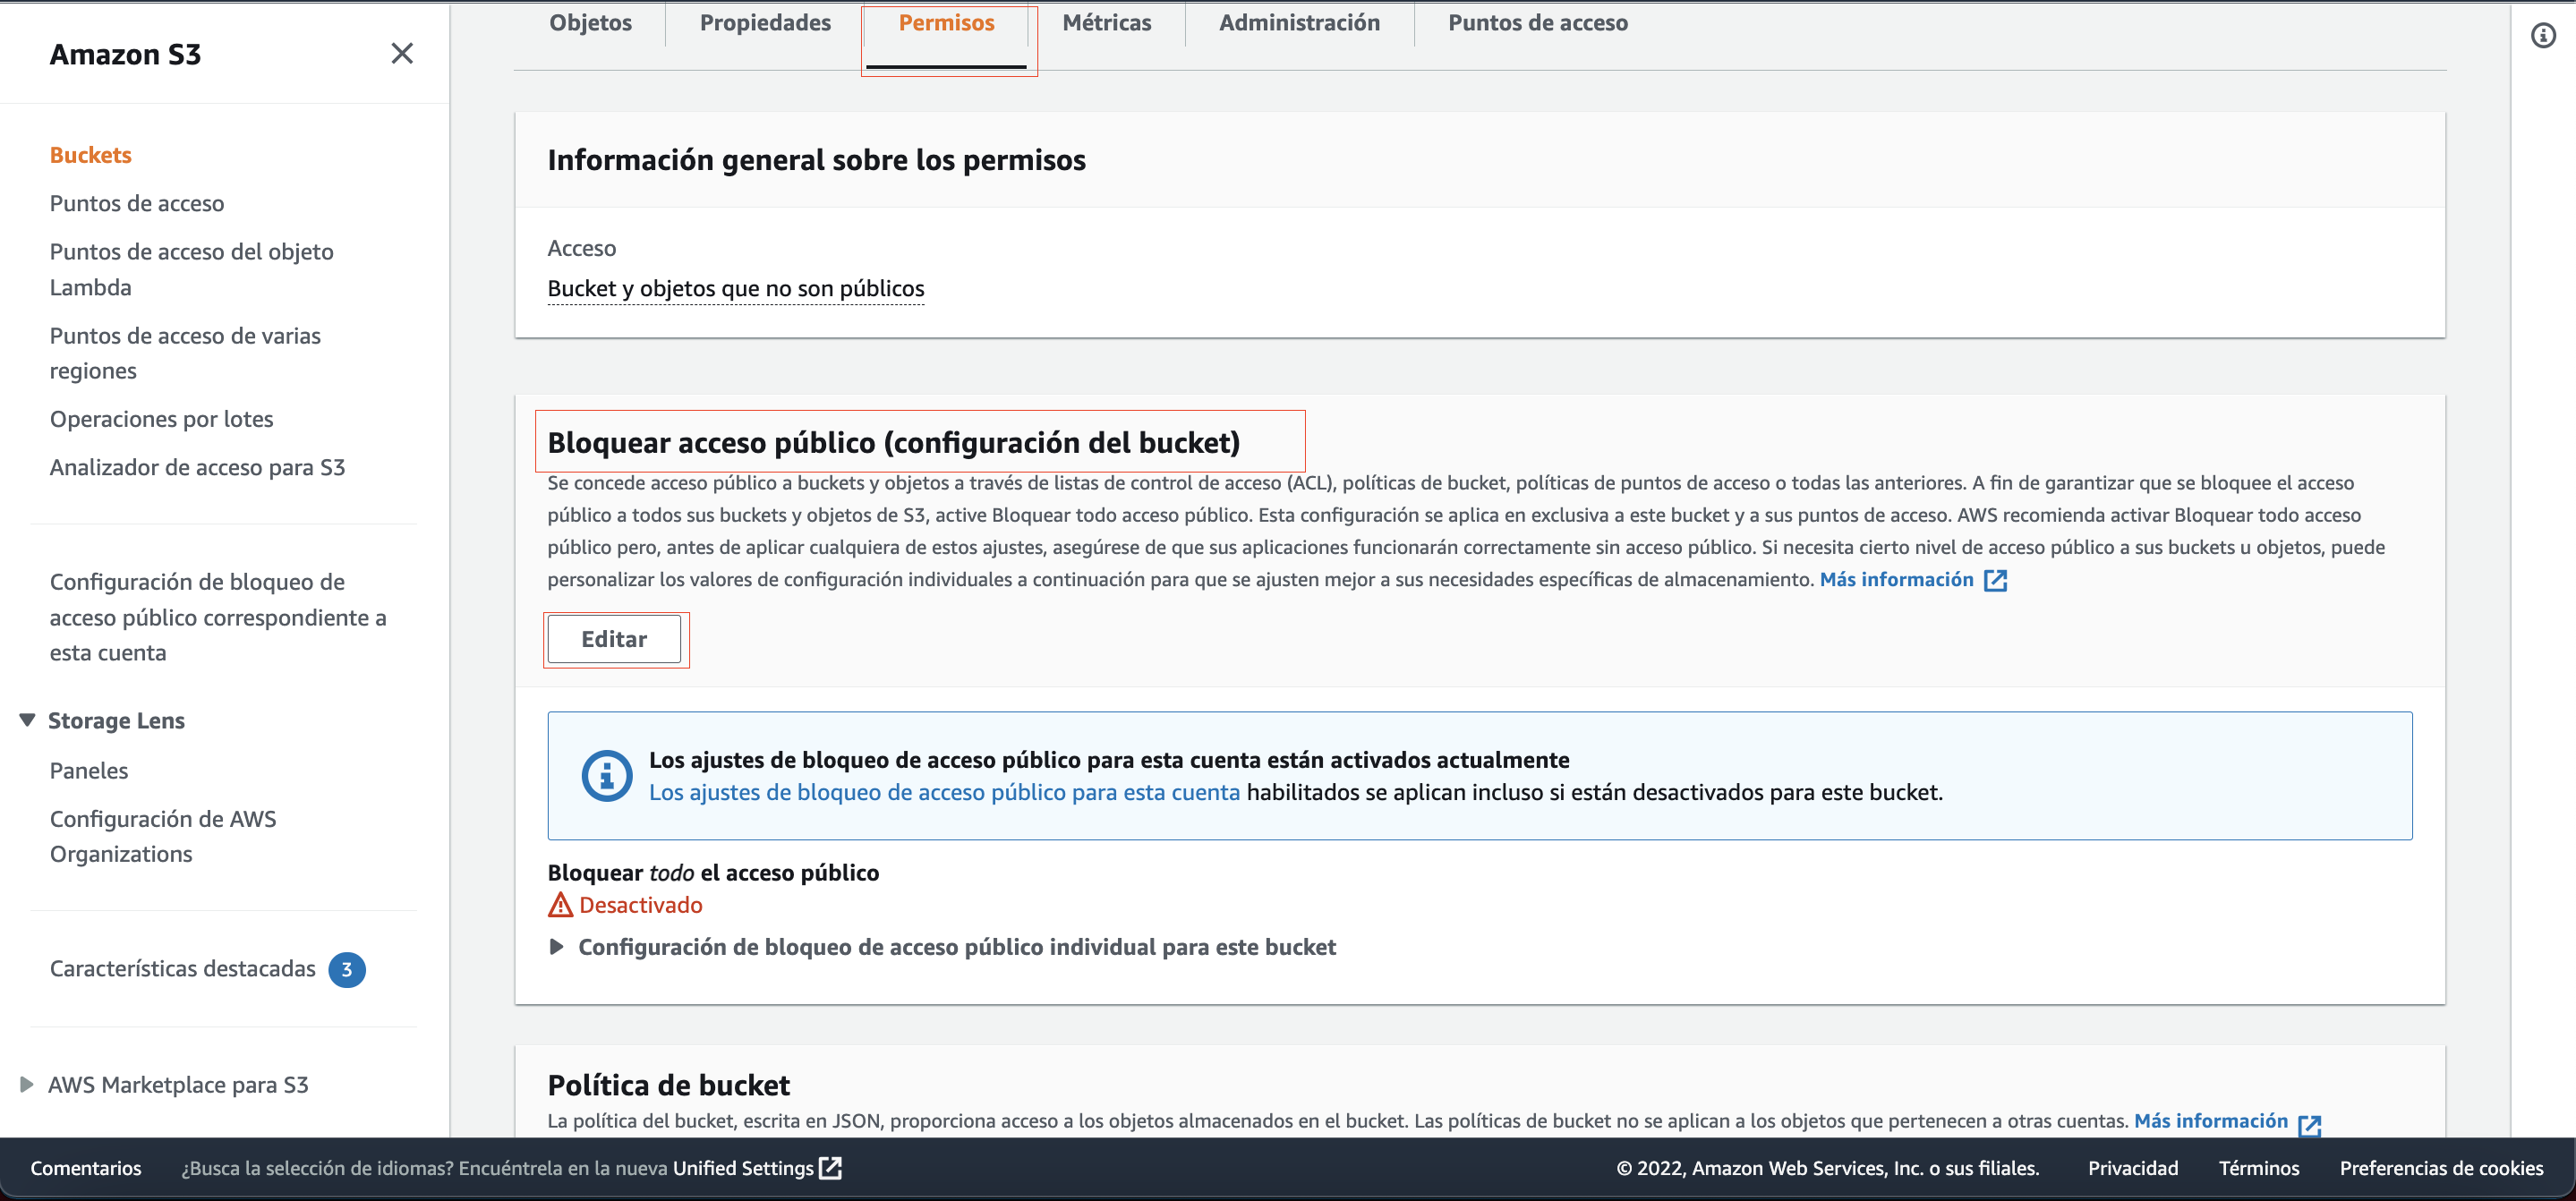 Objetos
Propiedades
Permisos
Métricas
Administración
Puntos de acceso
Amazon S3
Buckets
Puntos de acceso
Puntos de acceso del objeto
Lambda
Puntos de acceso de varias
regiones
Operaciones por lotes
Analizador de acceso para S3
Configuración de bloqueo de
acceso público correspondiente a
esta cuenta
Storage Lens
Paneles
Configuración de AWS
Organizations
Características destacadas 3
AWS Marketplace para S3
Información general sobre los permisos
Acceso
Bucket y objetos que no son públicos
Bloquear acceso público (configuración del bucket)
Se concede acceso público a buckets y objetos a través de listas de control de acceso (ACL), políticas de bucket, políticas de puntos de acceso o todas las anteriores. A fin de garantizar que se bloquee el acceso
público a todos sus buckets y objetos de S3, active Bloquear todo acceso público. Esta configuración se aplica en exclusiva a este bucket y a sus puntos de acceso. AWS recomienda activar Bloquear todo acceso
público pero, antes de aplicar cualquiera de estos ajustes, asegúrese de que sus aplicaciones funcionarán correctamente sin acceso público. Si necesita cierto nivel de acceso público a sus buckets u objetos, puede
personalizar los valores de configuración individuales a continuación para que se ajusten mejor a sus necesidades específicas de almacenamiento. Más información
Editar
Los ajustes de bloqueo de acceso público para esta cuenta están activados actualmente
Los ajustes de bloqueo de acceso público para esta cuenta habilitados se aplican incluso si están desactivados para este bucket.
Bloquear todo el acceso público
Desactivado
Configuración de bloqueo de acceso público individual para este bucket
Política de bucket
La política del bucket, escrita en JSON, proporciona acceso a los objetos almacenados en el bucket. Las políticas de bucket no se aplican a los objetos que pertenecen a otras cuentas. Más información
Comentarios
¿Busca la selección de idiomas? Encuéntrela en la nueva Unified Settings
© 2022, Amazon Web Services, Inc. o sus filiales.
Privacidad
Términos
Preferencias de cookies